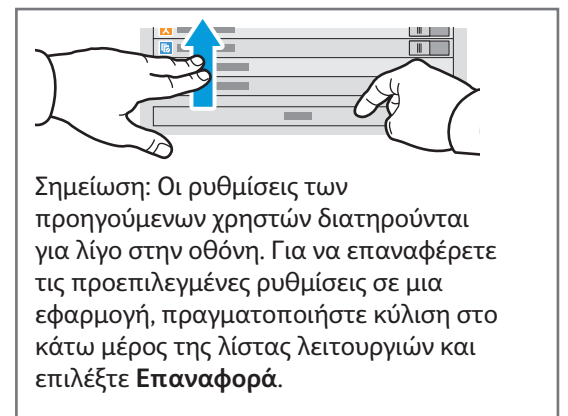 Σημείωση: Οι ρυθμίσεις των
προηγούμενων χρηστών διατηρούνται
για λίγο στην οθόνη. Για να επαναφέρετε
τις προεπιλεγμένες ρυθμίσεις σε μια
εφαρμογή, πραγματοποιήστε κύλιση στο
κάτω μέρος της λίστας λειτουργιών και
επιλέξτε Επαναφορά.